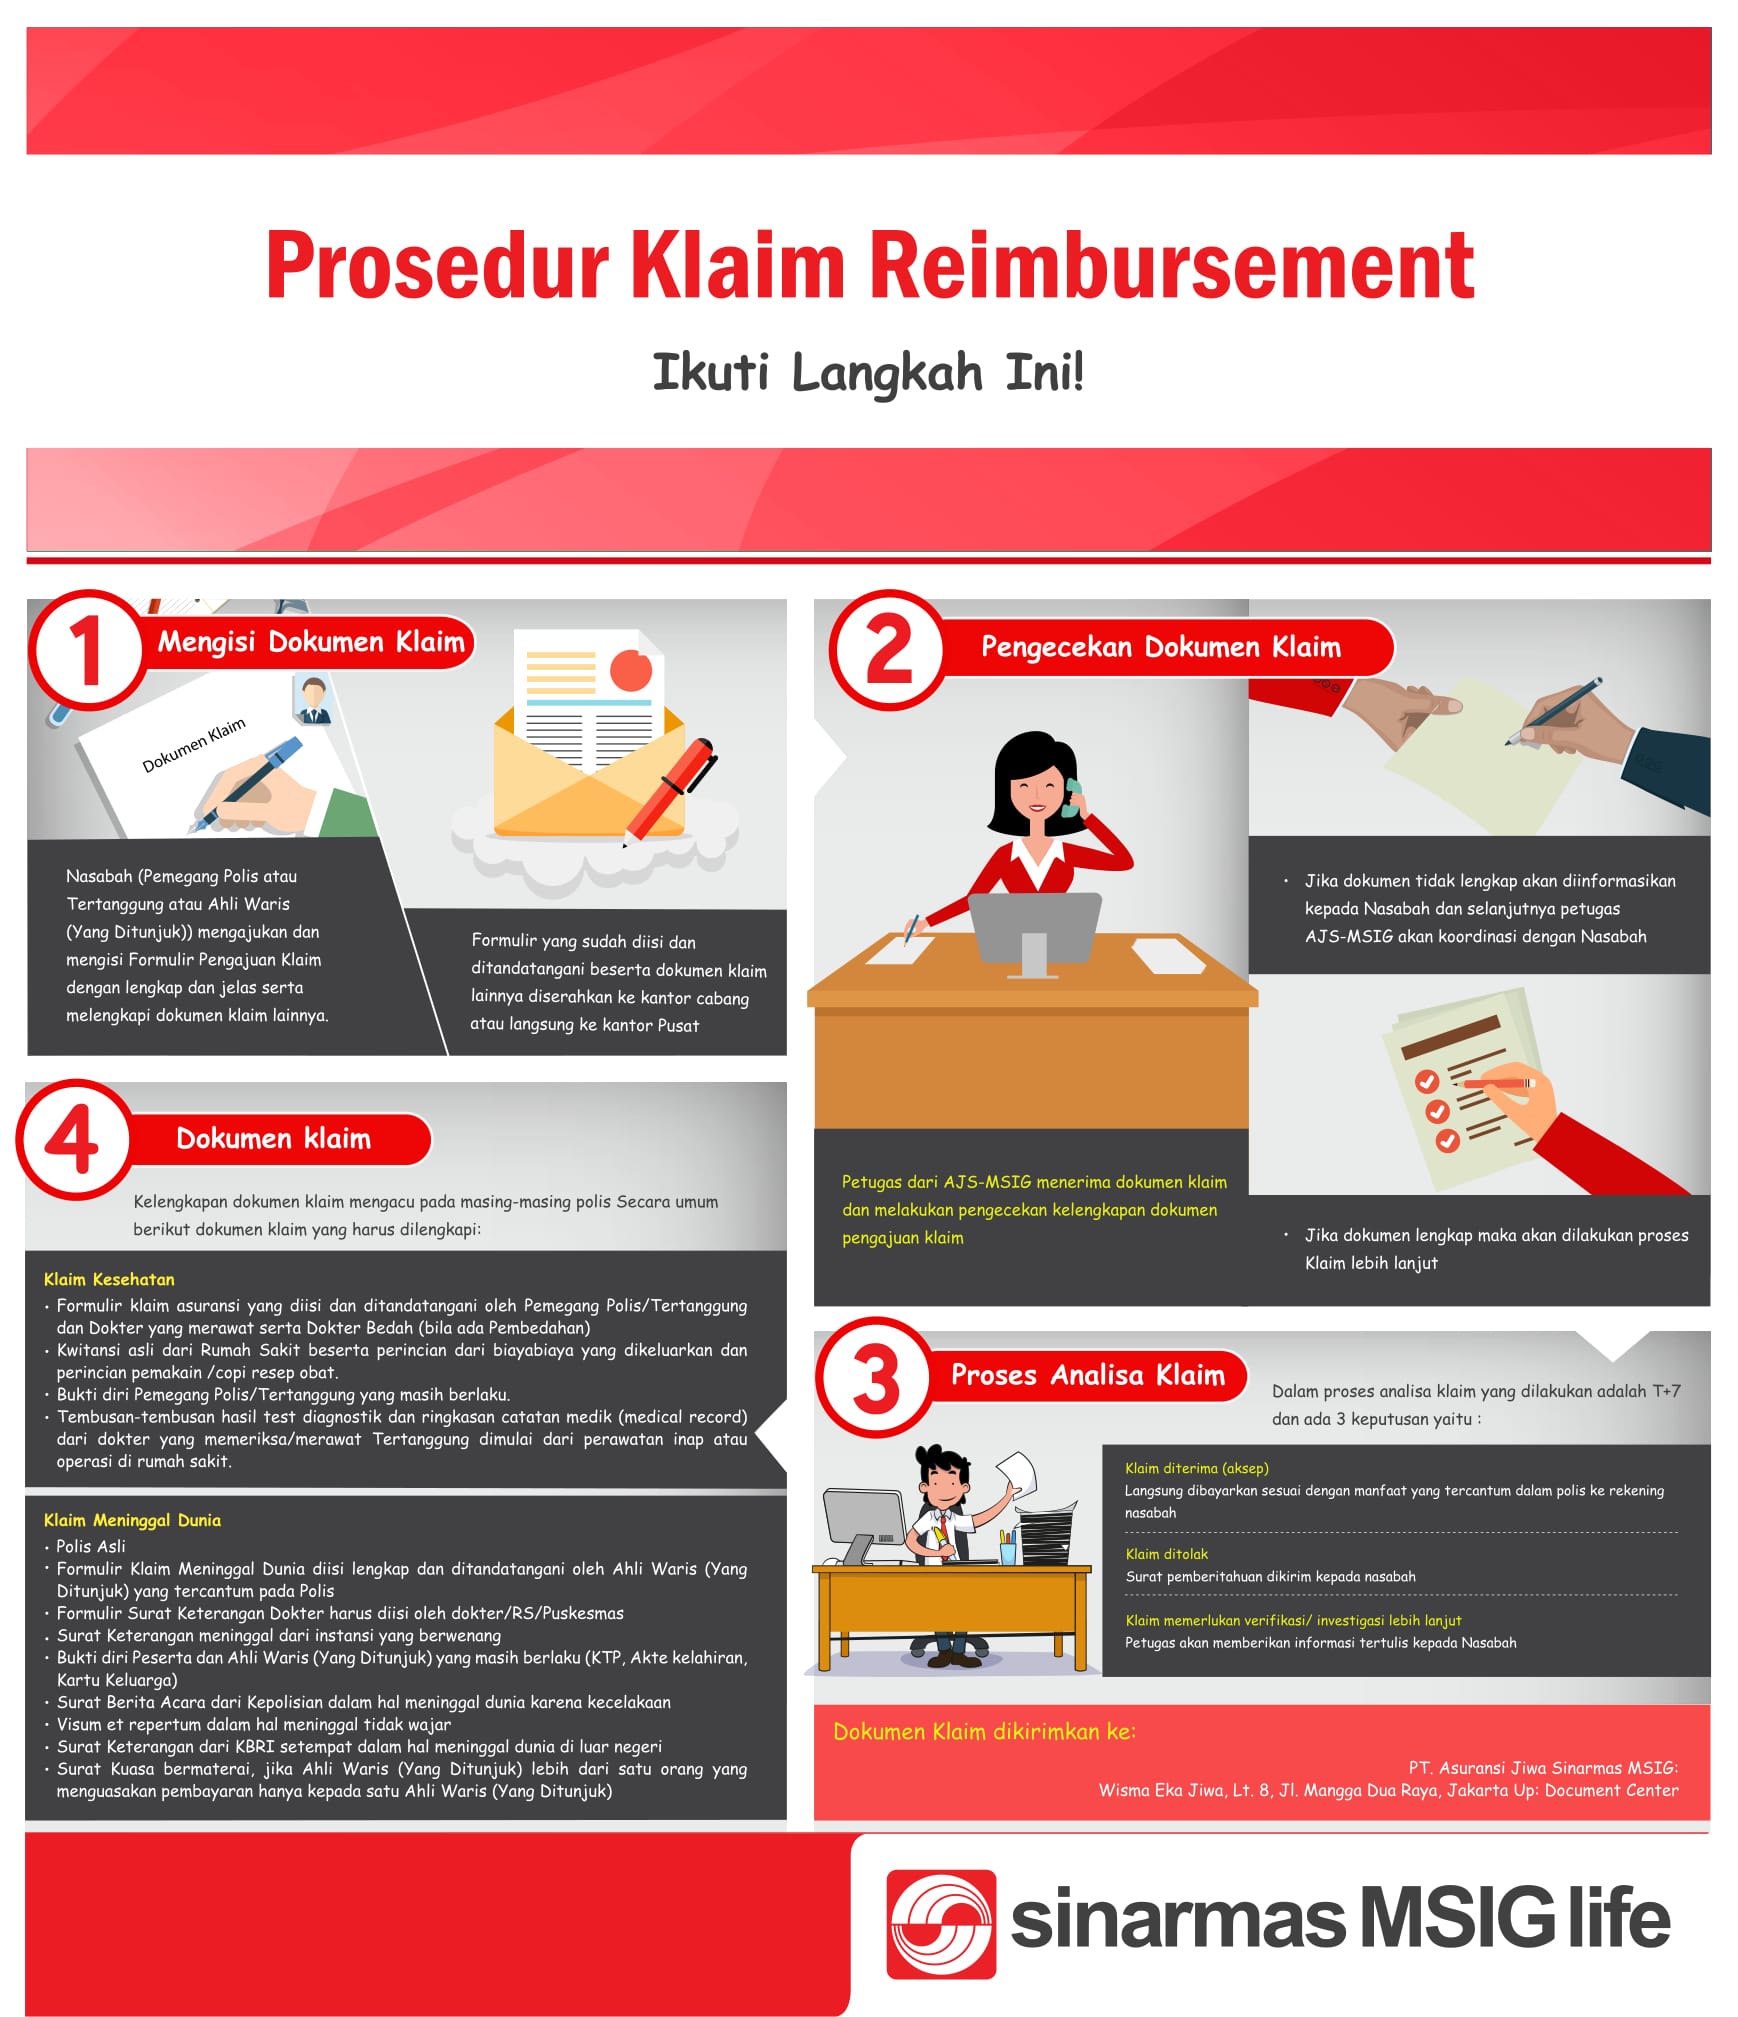 Prosedur Klaim Reimbursement
Ikuti Langkah Ini!
1
Mengisi Dokumen Klaim
Dokumen Klaim
Nasabah (Pemegang Polis atau
Tertanggung atau Ahli Waris
(Yang Ditunjuk)) mengajukan dan
mengisi Formulir Pengajuan Klaim
dengan lengkap dan jelas serta
melengkapi dokumen klaim lainnya.
Formulir yang sudah diisi dan
ditandatangani beserta dokumen klaim
lainnya diserahkan ke kantor cabang
atau langsung ke kantor Pusat
2
Pengecekan Dokumen Klaim
Petugas dari AJS-MSIG menerima dokumen klaim
dan melakukan pengecekan kelengkapan dokumen
pengajuan klaim
• Jika dokumen tidak lengkap akan diinformasikan
kepada Nasabah dan selanjutnya petugas
AJS-MSIG akan koordinasi dengan Nasabah
• Jika dokumen lengkap maka akan dilakukan proses
Klaim lebih lanjut
3
Proses Analisa Klaim
Dalam proses analisa klaim yang dilakukan adalah T+7
dan ada 3 keputusan yaitu :
Klaim diterima (aksep)
Langsung dibayarkan sesuai dengan manfaat yang tercantum dalam polis ke rekening
nasabah
Klaim ditolak
Surat pemberitahuan dikirim kepada nasabah
Klaim memerlukan verifikasi/ investigasi lebih lanjut
Petugas akan memberikan informasi tertulis kepada Nasabah
4
Dokumen klaim
Kelengkapan dokumen klaim mengacu pada masing-masing polis Secara umum
berikut dokumen klaim yang harus dilengkapi:
Klaim Kesehatan
• Formulir klaim asuransi yang diisi dan ditandatangani oleh Pemegang Polis/Tertanggung
dan Dokter yang merawat serta Dokter Bedah (bila ada Pembedahan)
• Kwitansi asli dari Rumah Sakit beserta perincian dari biayabiaya yang dikeluarkan dan
perincian pemakain /copi resep obat.
• Bukti diri Pemegang Polis/Tertanggung yang masih berlaku.
• Tembusan-tembusan hasil test diagnostik dan ringkasan catatan medik (medical record)
dari dokter yang memeriksa/merawat Tertanggung dimulai dari perawatan inap atau
operasi di rumah sakit.
Klaim Meninggal Dunia
• Polis Asli
• Formulir Klaim Meninggal Dunia diisi lengkap dan ditandatangani oleh Ahli Waris (Yang
Ditunjuk) yang tercantum pada Polis
• Formulir Surat Keterangan Dokter harus diisi oleh dokter/RS/Puskesmas
• Surat Keterangan meninggal dari instansi yang berwenang
• Bukti diri Peserta dan Ahli Waris (Yang Ditunjuk) yang masih berlaku (KTP, Akte kelahiran,
Kartu Keluarga)
• Surat Berita Acara dari Kepolisian dalam hal meninggal dunia karena kecelakaan
• Visum et repertum dalam hal meninggal tidak wajar
• Surat Keterangan dari KBRI setempat dalam hal meninggal dunia di luar negeri
• Surat Kuasa bermaterai, jika Ahli Waris (Yang Ditunjuk) lebih dari satu orang yang
menguasakan pembayaran hanya kepada satu Ahli Waris (Yang Ditunjuk)
Dokumen Klaim dikirimkan ke:
PT. Asuransi Jiwa Sinarmas MSIG:
Wisma Eka Jiwa, Lt. 8, Jl. Mangga Dua Raya, Jakarta Up: Document Center
sinarmas MSIG life